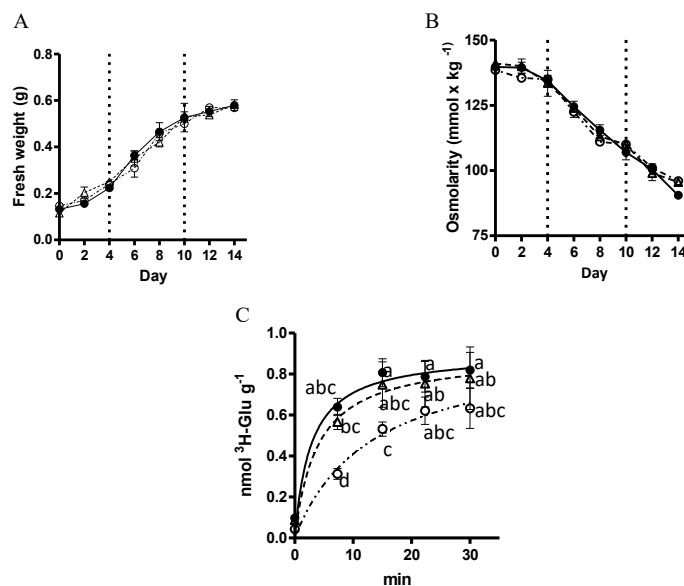 A
Fresh weight (g)
0.8
0.6
0.4
0.2
0.0
0 2 4 6 8 10 12 14
Day
B
Osmolarity (mmol x kg -1)
150
125
100
75
0 2 4 6 8 10 12 14
Day
C
nmol 3H-Glu g-1
1.0
0.8
0.6
0.4
0.2
0.0
abc a a a
bc abc ab ab
d c abc abc
0 10 20 30
min